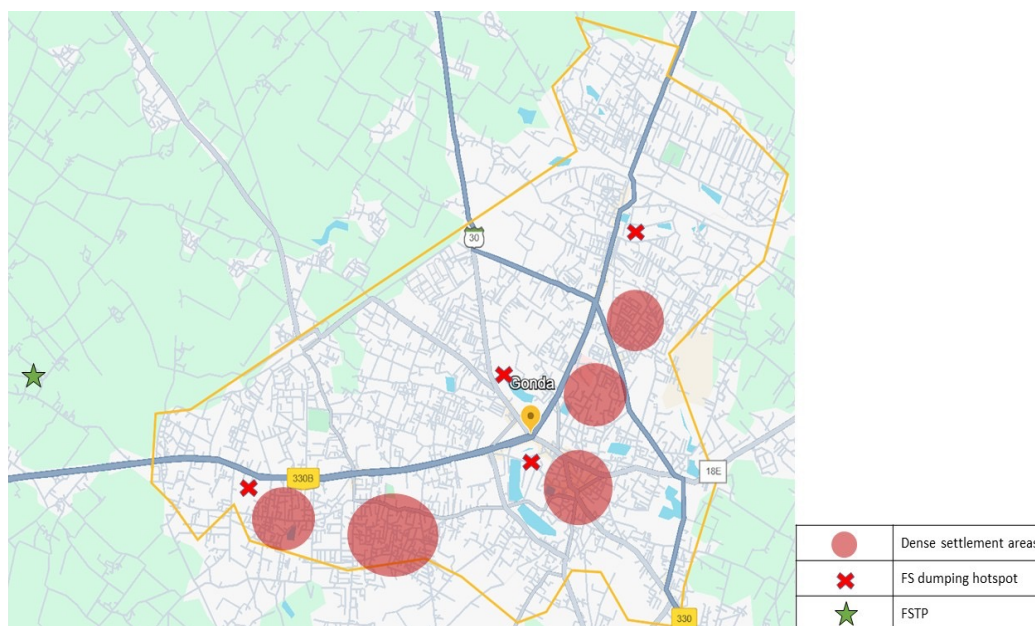 30
Gonda
330B
18E
330
Dense settlement areas
FS dumping hotspot
FSTP